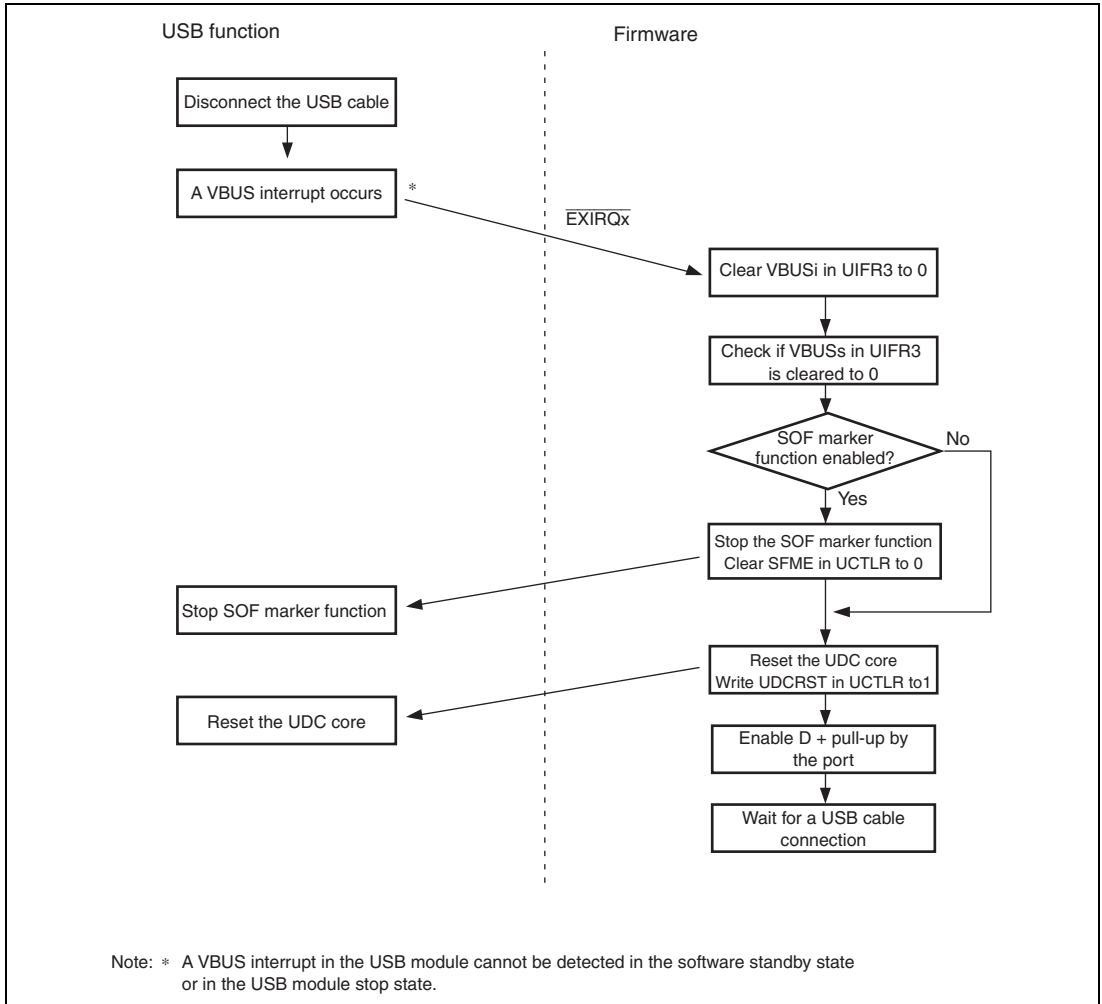 USB function
Firmware
Disconnect the USB cable
A VBUS interrupt occurs
*
EXIRQx
Clear VBUSi in UIFR3 to 0
Check if VBUSs in UIFR3
is cleared to 0
SOF marker
function enabled?
No
Yes
Stop the SOF marker function
Clear SFME in UCTLR to 0
Stop SOF marker function
Reset the UDC core
Write UDCRST in UCTLR to1
Reset the UDC core
Enable D + pull-up by
the port
Wait for a USB cable
connection
Note: * A VBUS interrupt in the USB module cannot be detected in the software standby state
or in the USB module stop state.